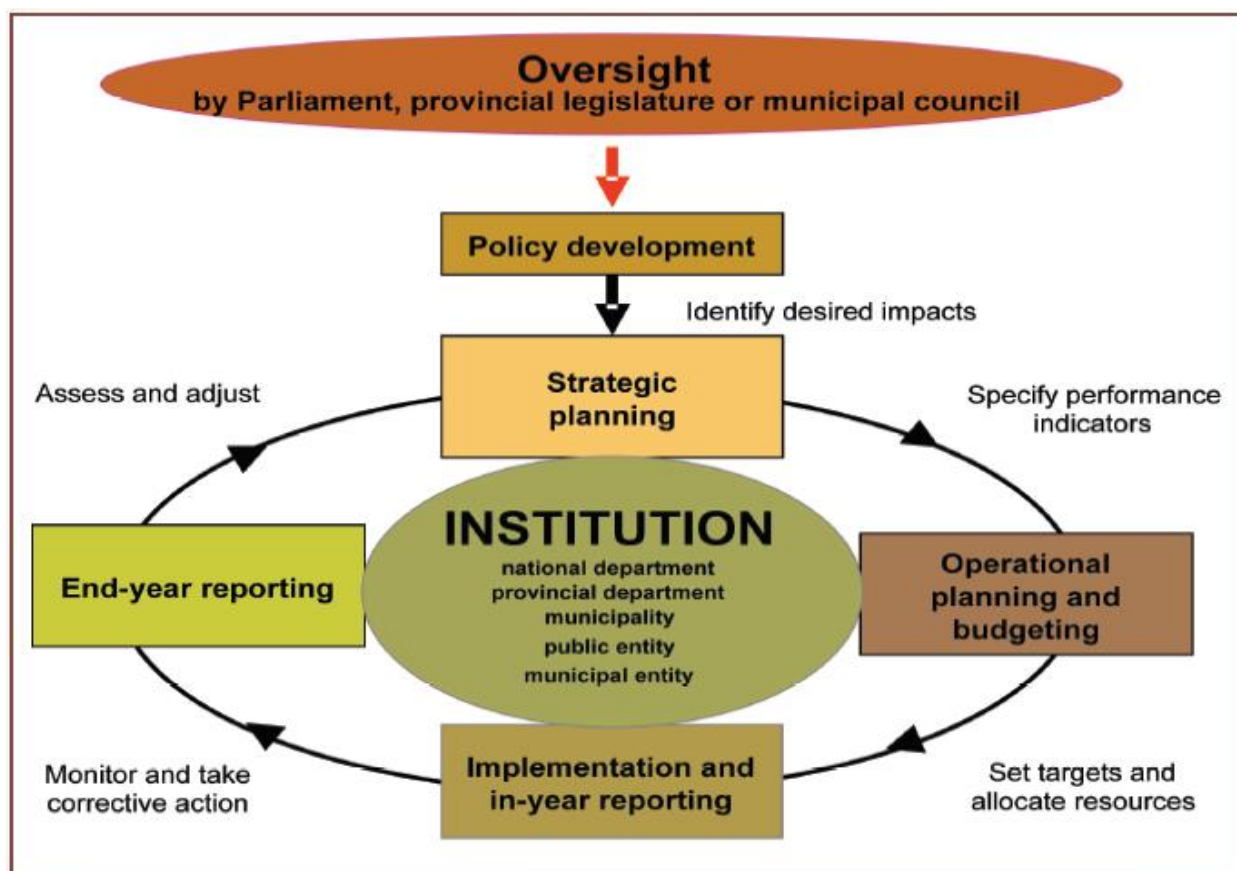 Oversight
by Parliament, provincial legislature or municipal council
Policy development
Identify desired impacts
Strategic
planning
Assess and adjust
Specify performance
indicators
INSTITUTION
national department
provincial department
municipality
public entity
municipal entity
End-year reporting
Operational
planning and
budgeting
Implementation and
in-year reporting
Monitor and take
corrective action
Set targets and
allocate resources